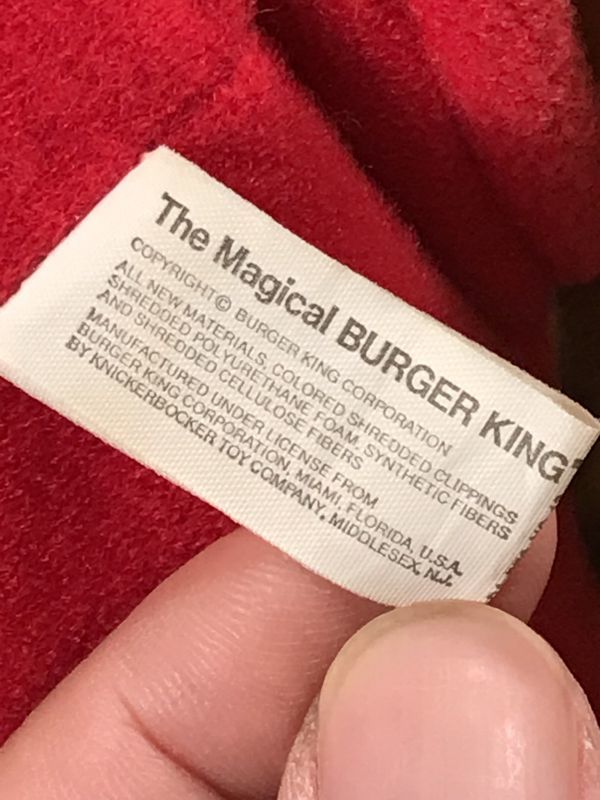 The Magical BURGER KING
COPYRIGHT © BURGER KING CORPORATION
ALL NEW MATERIALS, COLORED SHREDDED CLIPPINGS
SHREDDED POLYURETHANE FOAM, SYNTHETIC FIBERS
AND SHREDDED CELLULOSE FIBERS
MANUFACTURED UNDER LICENSE FROM
BURGER KING CORPORATION, MIAMI, FLORIDA, U.S.A.
BY KNICKERBOCKER TOY COMPANY, MIDDLESEX, N.J.